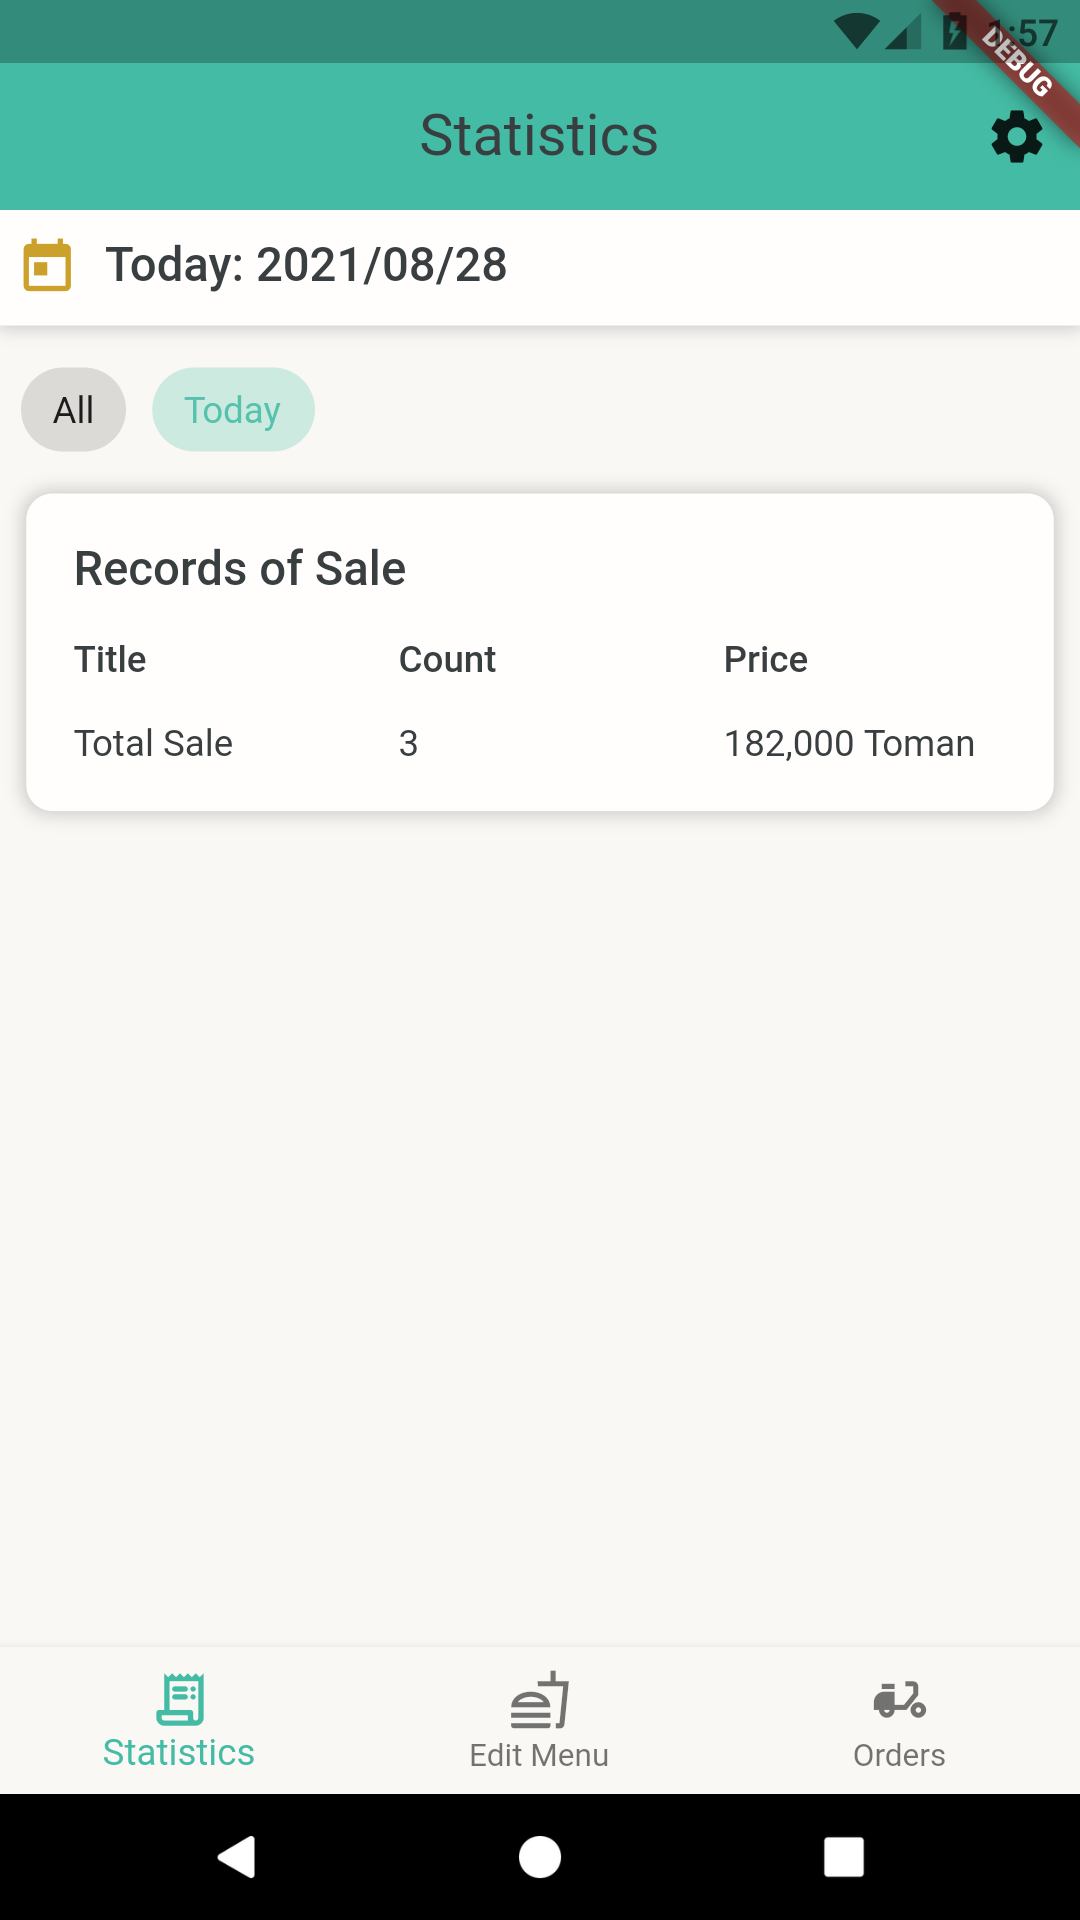 1:57
DEBUG
Statistics
Today: 2021/08/28
All Today
Records of Sale
Title Count Price
Total Sale 3 182,000 Toman
Statistics Edit Menu Orders